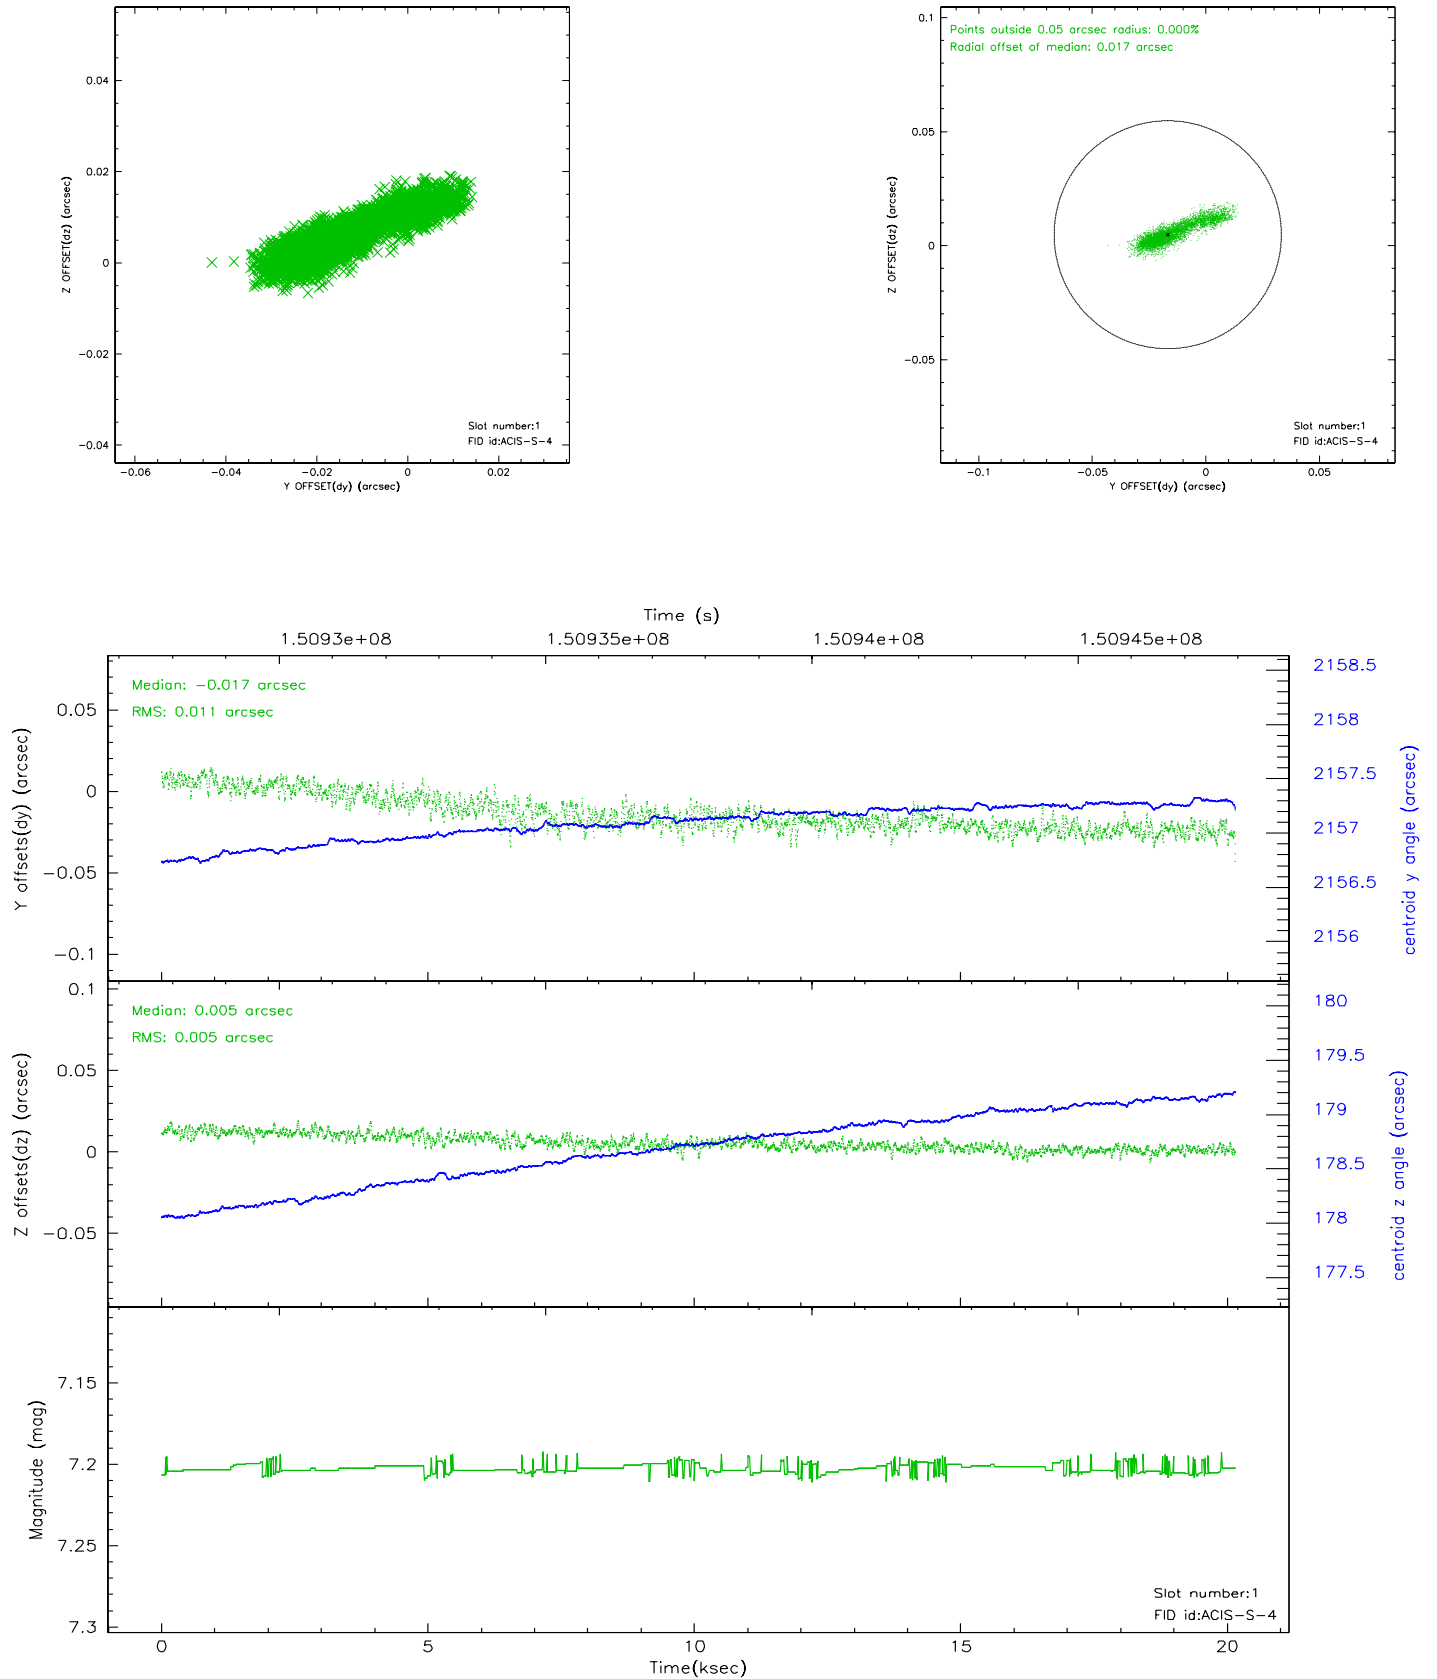 0.04
0.02
0
−0.02
−0.04
Z OFFSET(dz) (arcsec)
Slot number:1
FID id:ACIS−S−4
−0.06
−0.04
−0.02
0
0.02
Y OFFSET(dy) (arcsec)
0.1
0.05
0
−0.05
Z OFFSET(dz) (arcsec)
Points outside 0.05 arcsec radius: 0.000%
Radial offset of median: 0.017 arcsec
Slot number:1
FID id:ACIS−S−4
−0.1
−0.05
0
0.05
Y OFFSET(dy) (arcsec)
Time (s)
1.5093e+08
1.50935e+08
1.5094e+08
1.50945e+08
Median: −0.017 arcsec
RMS: 0.011 arcsec
0.05
0
−0.05
−0.1
Y offsets(dy) (arcsec)
2158.5
2158
2157.5
2157
2156.5
2156
centroid y angle (arcsec)
Median: 0.005 arcsec
RMS: 0.005 arcsec
0.1
0.05
0
−0.05
Z offsets(dz) (arcsec)
180
179.5
179
178.5
178
177.5
centroid z angle (arcsec)
7.15
7.2
7.25
7.3
Magnitude (mag)
Slot number:1
FID id:ACIS−S−4
0
5
10
15
20
Time(ksec)